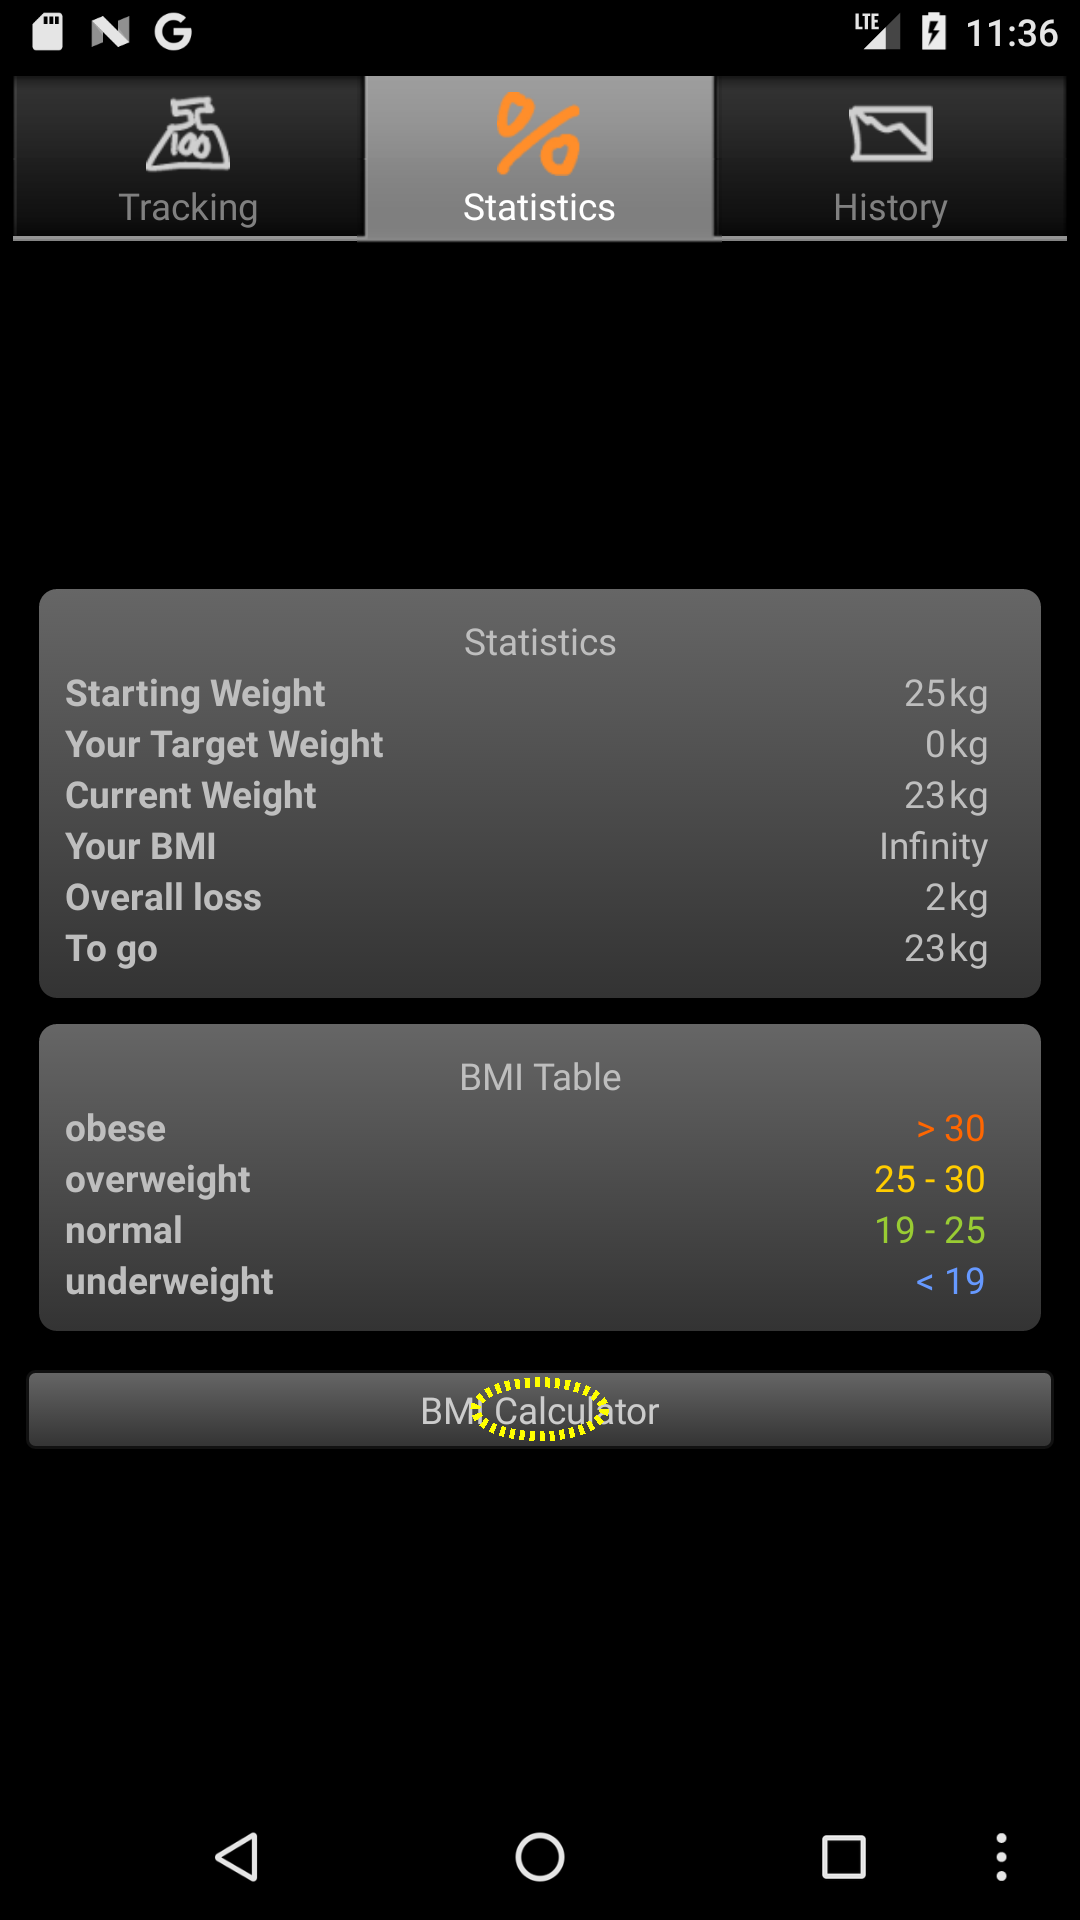 LTE 11:36
100
Tracking
Statistics
History
Statistics
Starting Weight 25kg
Your Target Weight 0kg
Current Weight 23kg
Your BMI Infinity
Overall loss 2kg
To go 23kg
BMI Table
obese > 30
overweight 25 - 30
normal 19 - 25
underweight < 19
BMI Calculator